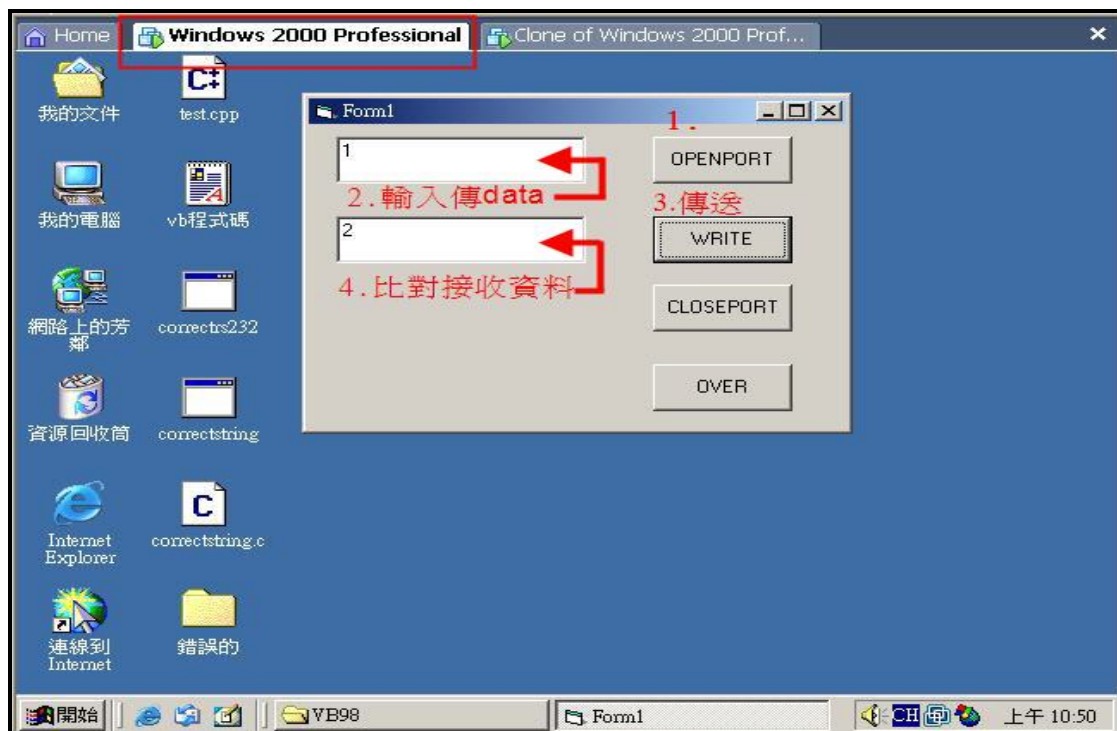 Home
Windows 2000 Professional
Clone of Windows 2000 Prof...
我的文件
test.cpp
我的電腦
vb程式碼
網路上的芳鄰
correctrs232
資源回收筒
correctstring
Internet Explorer
correctstring.c
連線到 Internet
錯誤的
Form1
1
1.
OPENPORT
2.輸入傳data
3.傳送
2
WRITE
4.比對接收資料
CLOSEPORT
OVER
開始
VB98
Form1
CH
上午 10:50